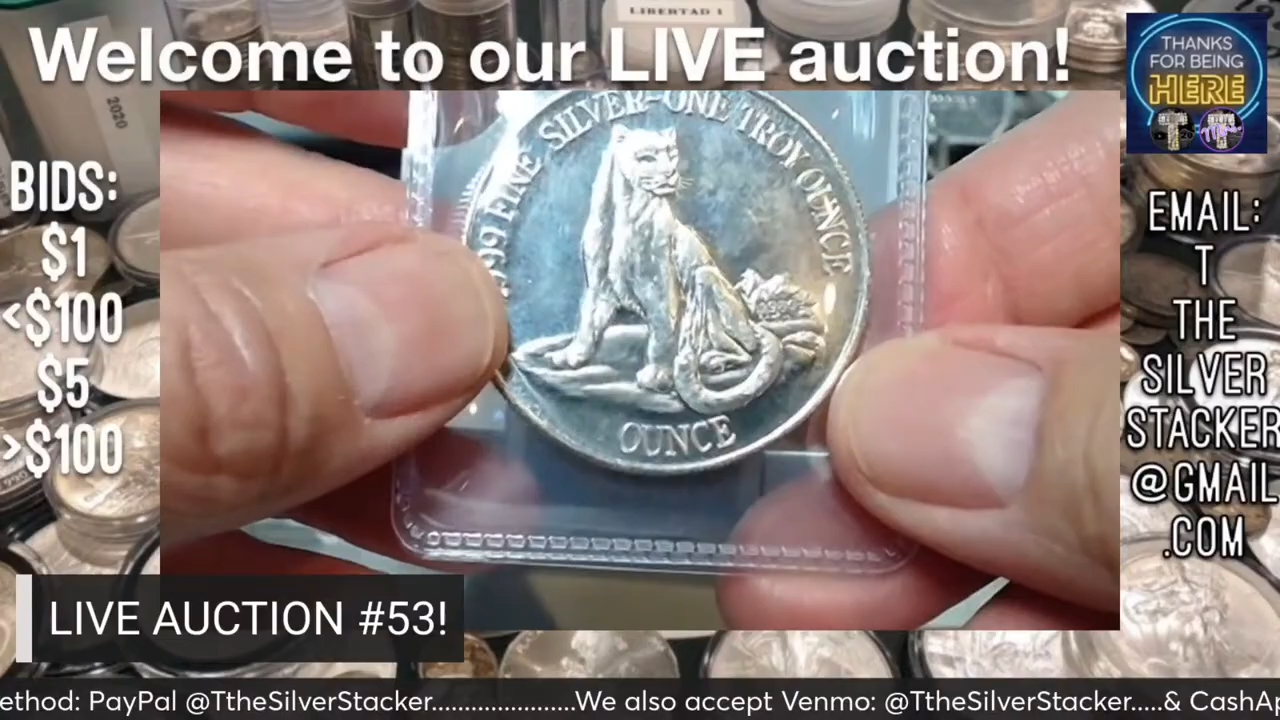 Welcome to our LIVE auction!
THANKS
FOR BEING
HERE
LIBERTAD 1
2020
BIDS:
$1
<$100
$5
>$100
.999 FINE SILVER-ONE TROY OUNCE
OUNCE
EMAIL:
T
THE
SILVER
STACKER
@GMAIL
.COM
LIVE AUCTION #53!
ethod: PayPal @TtheSilverStacker......................We also accept Venmo: @TtheSilverStacker.....& CashAp